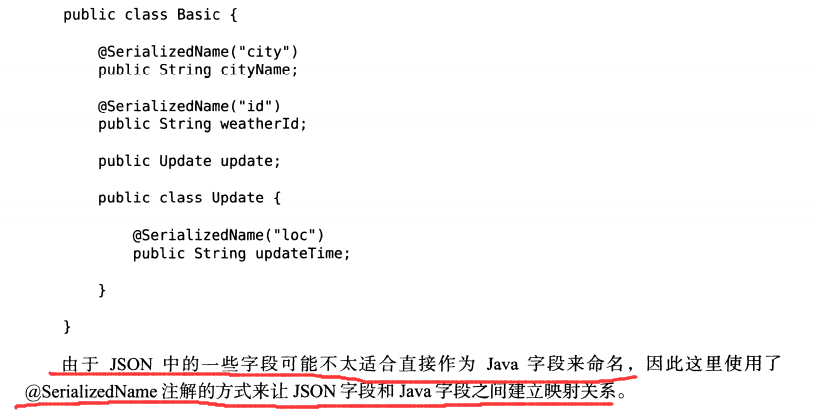 public class Basic {
@SerializedName("city")
public String cityName;
@SerializedName("id")
public String weatherId;
public Update update;
public class Update {
@SerializedName("loc")
public String updateTime;
}
}
由于 JSON 中的一些字段可能不太适合直接作为 Java 字段来命名，因此这里使用了
@SerializedName 注解的方式来让 JSON 字段和 Java 字段之间建立映射关系。